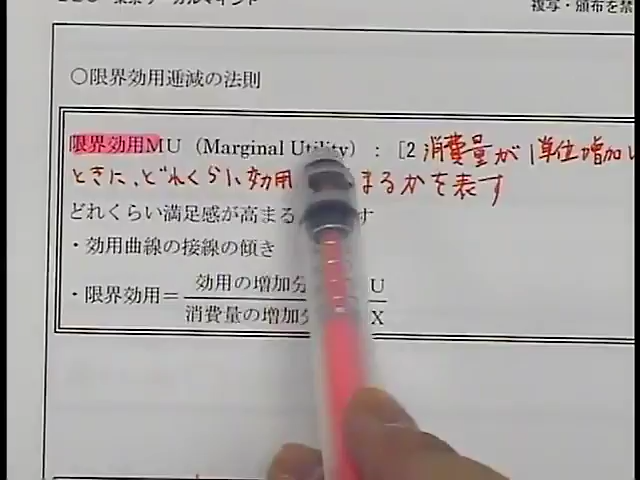 複写・頒布を禁
○限界効用逓減の法則
限界効用MU（Marginal Utility）：［2 消費量が1単位増加し
ときに、どれくらい効用まるかを表す
どれくらい満足感が高まるす
・効用曲線の接線の傾き
・限界効用＝効用の増加分 U
消費量の増加分 X